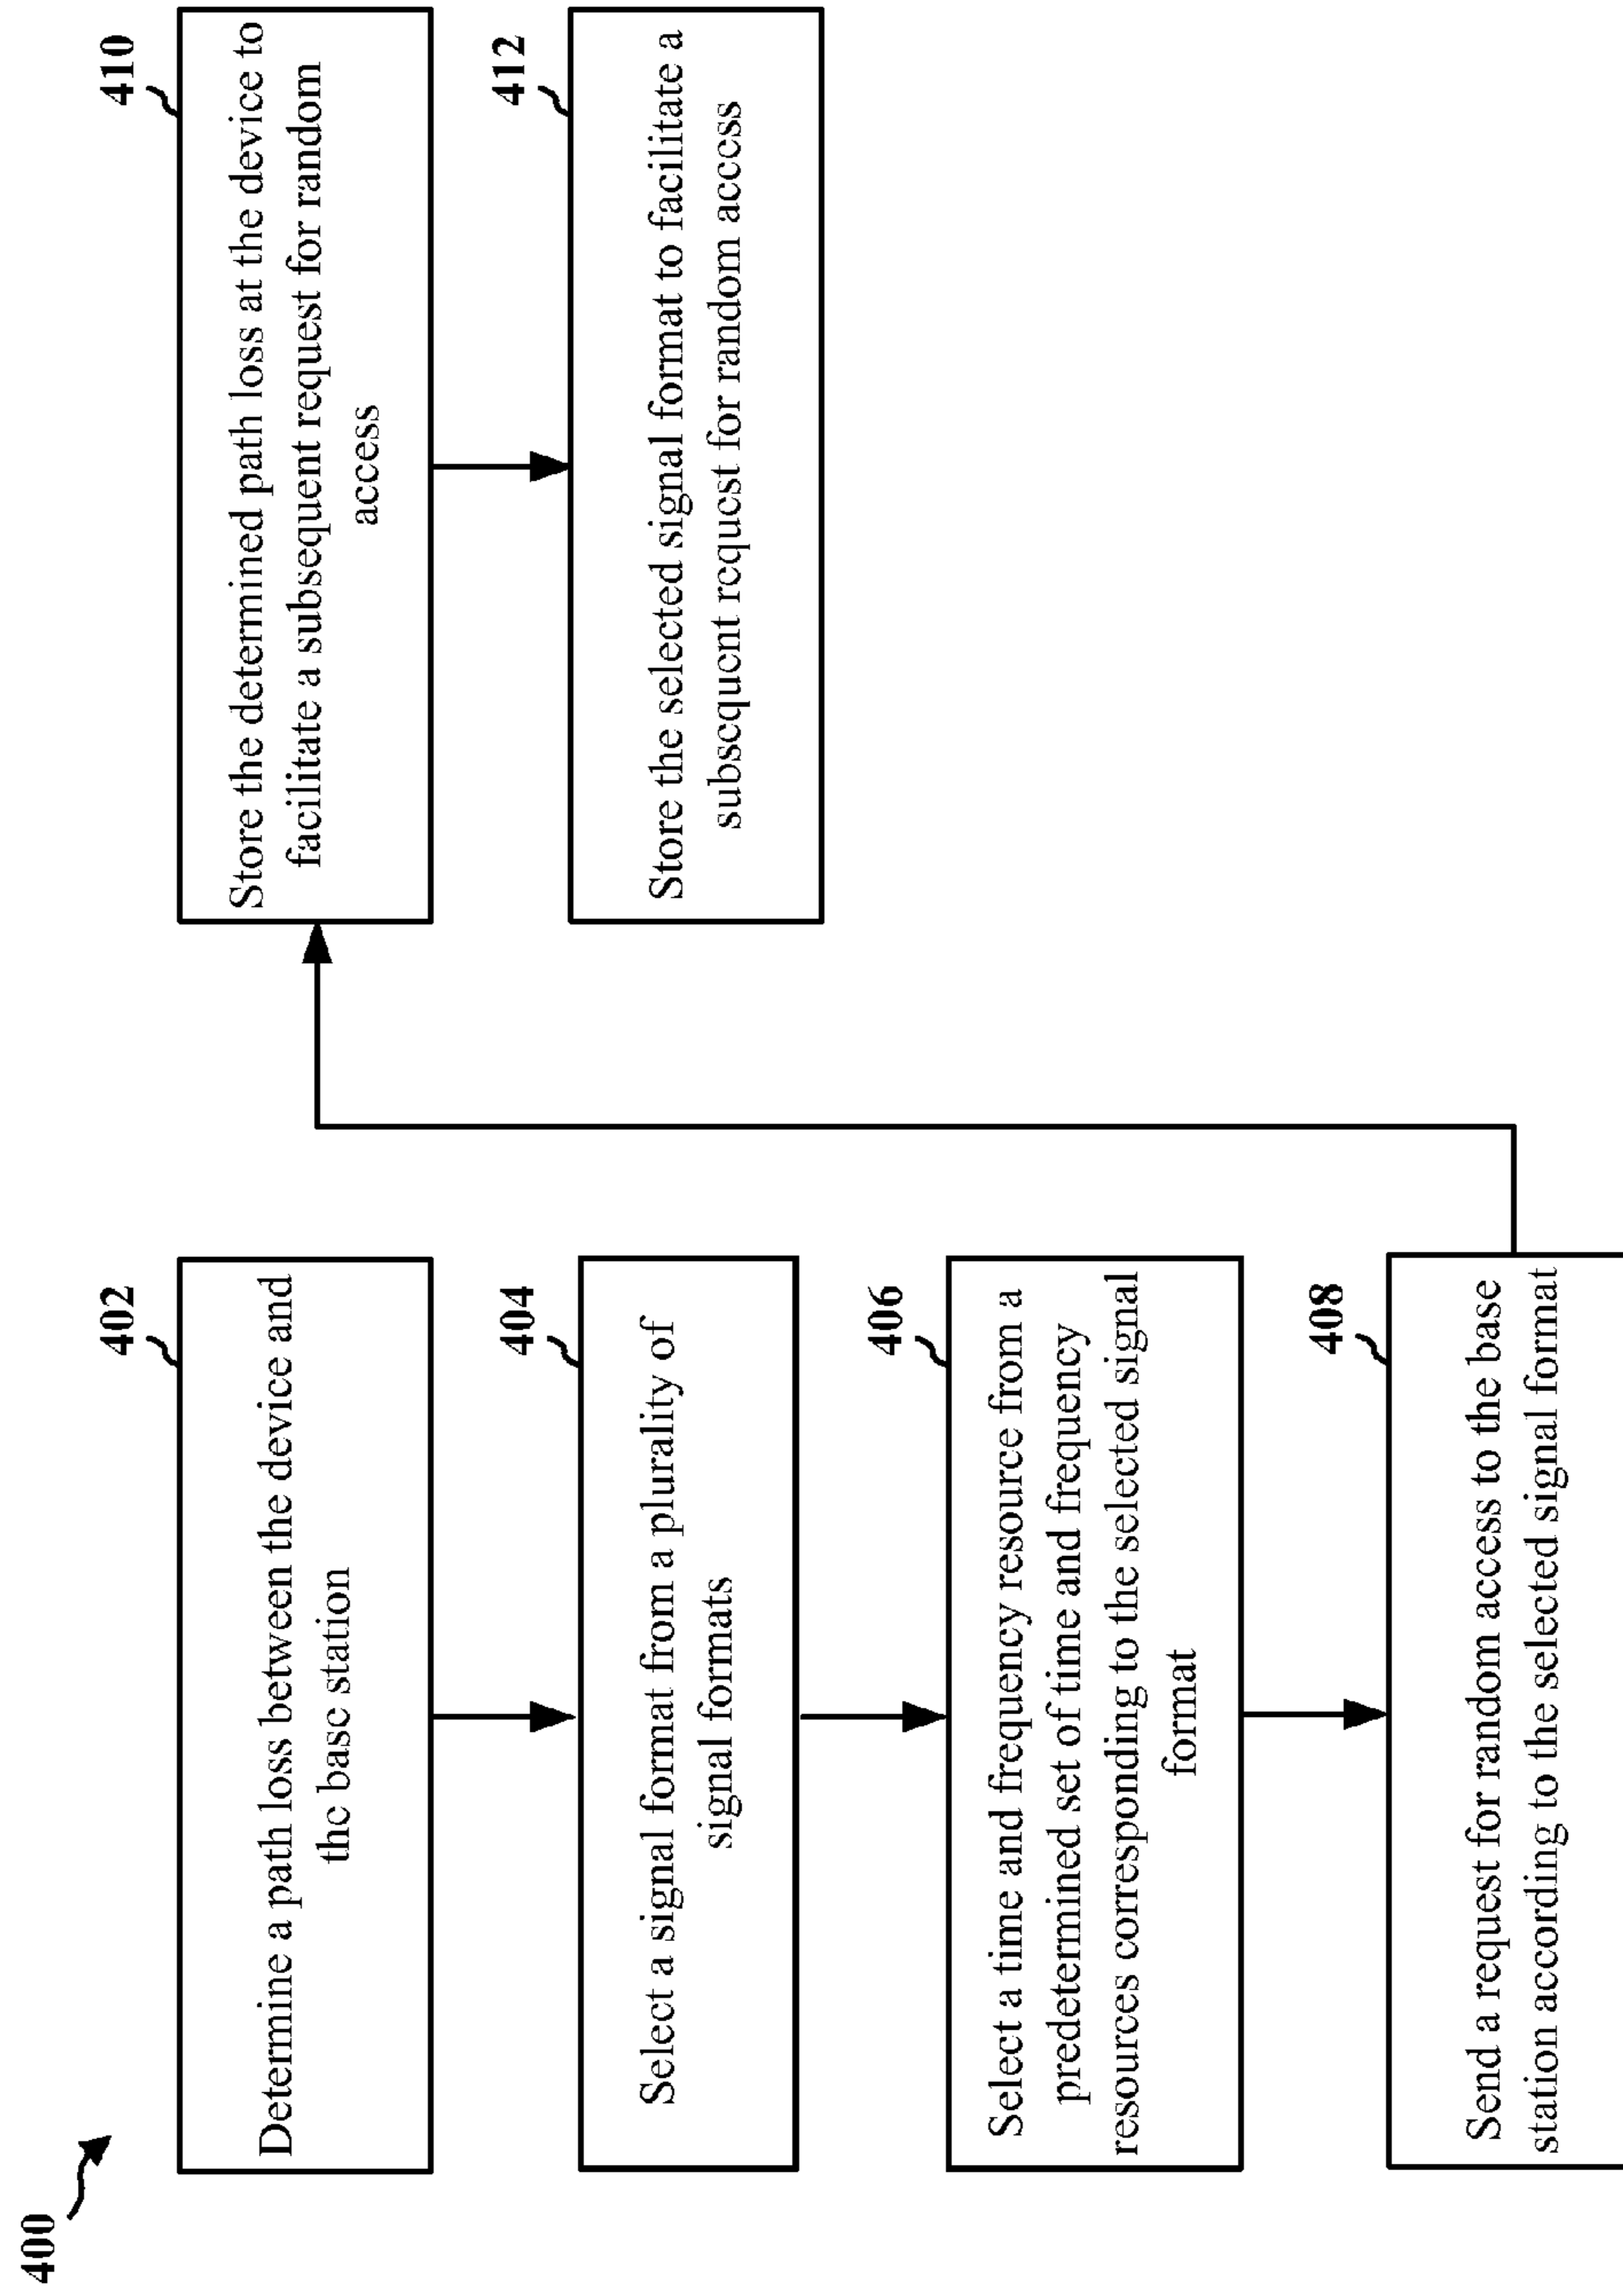 400
402
Determine a path loss between the device and
the base station
404
Select a signal format from a plurality of
signal formats
406
Select a time and frequency resource from a
predetermined set of time and frequency
resources corresponding to the selected signal
format
408
Send a request for random access to the base
station according to the selected signal format
410
Store the determined path loss at the device to
facilitate a subsequent request for random
access
412
Store the selected signal format to facilitate a
subsequent request for random access